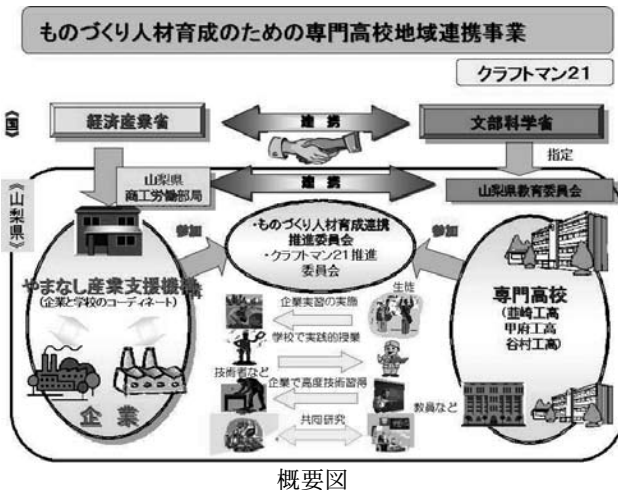 ものづくり人材育成のための専門高校地域連携事業
クラフトマン21
《国》
経済産業省
連携
文部科学省
指定
《山梨県》
山梨県
商工労働部局
連携
山梨県教育委員会
参加
・ものづくり人材育成連携
推進委員会
・クラフトマン21推進
委員会
参加
やまなし産業支援機構
(企業と学校のコーディネート)
専門高校
(韮崎工高
甲府工高
谷村工高)
企業実習の実施
生徒
学校で実践的授業
技術者など
企業で高度技術習得
教員など
共同研究
企業
概要図